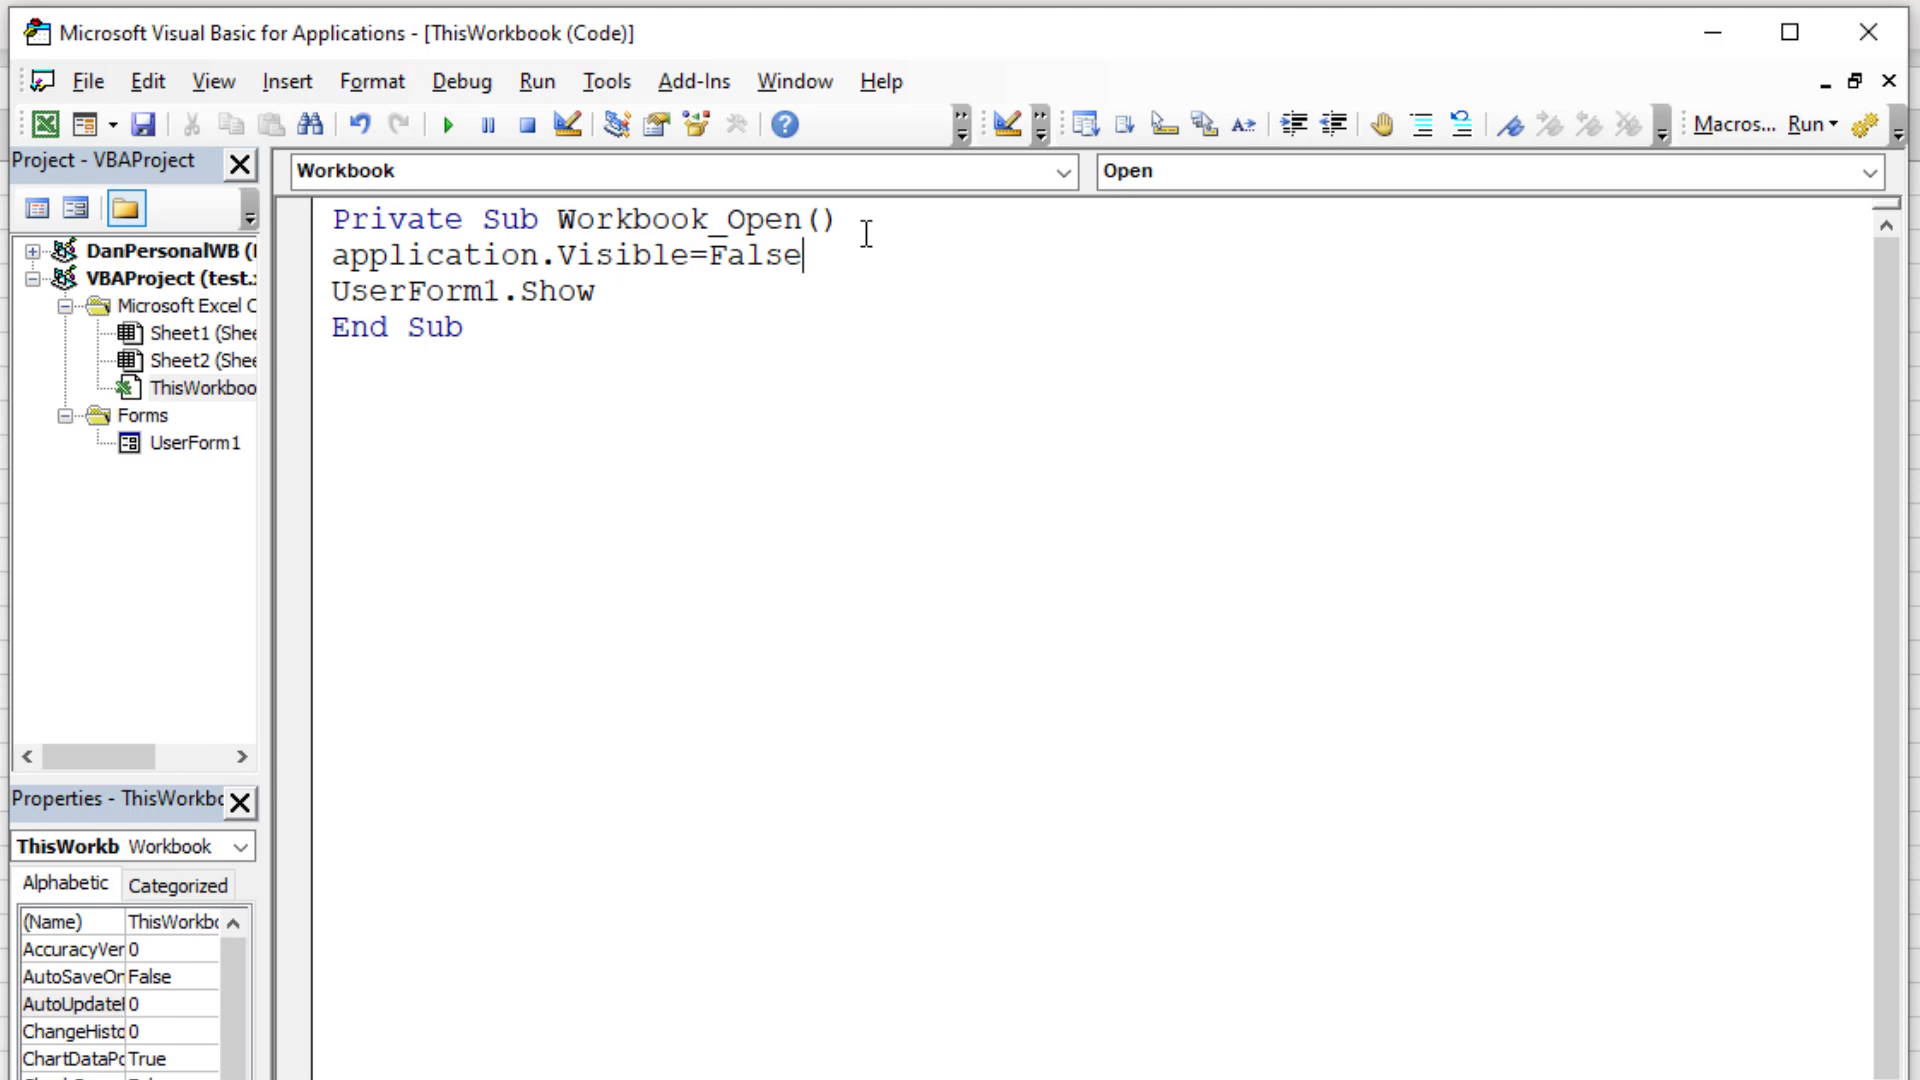 Microsoft Visual Basic for Applications - [ThisWorkbook (Code)]
File Edit View Insert Format Debug Run Tools Add-Ins Window Help
Macros... Run
Project - VBAProject
Workbook
Open
DanPersonalWB (
VBAProject (test.
Microsoft Excel
Sheet1 (Shee
Sheet2 (Shee
ThisWorkboo
Forms
UserForm1
Private Sub Workbook_Open()
application.Visible=False
UserForm1.Show
End Sub
Properties - ThisWorkbo
ThisWorkb Workbook
Alphabetic Categorized
(Name) ThisWorkbo
AccuracyVer 0
AutoSaveOn False
AutoUpdate 0
ChangeHisto 0
ChartDataPo True